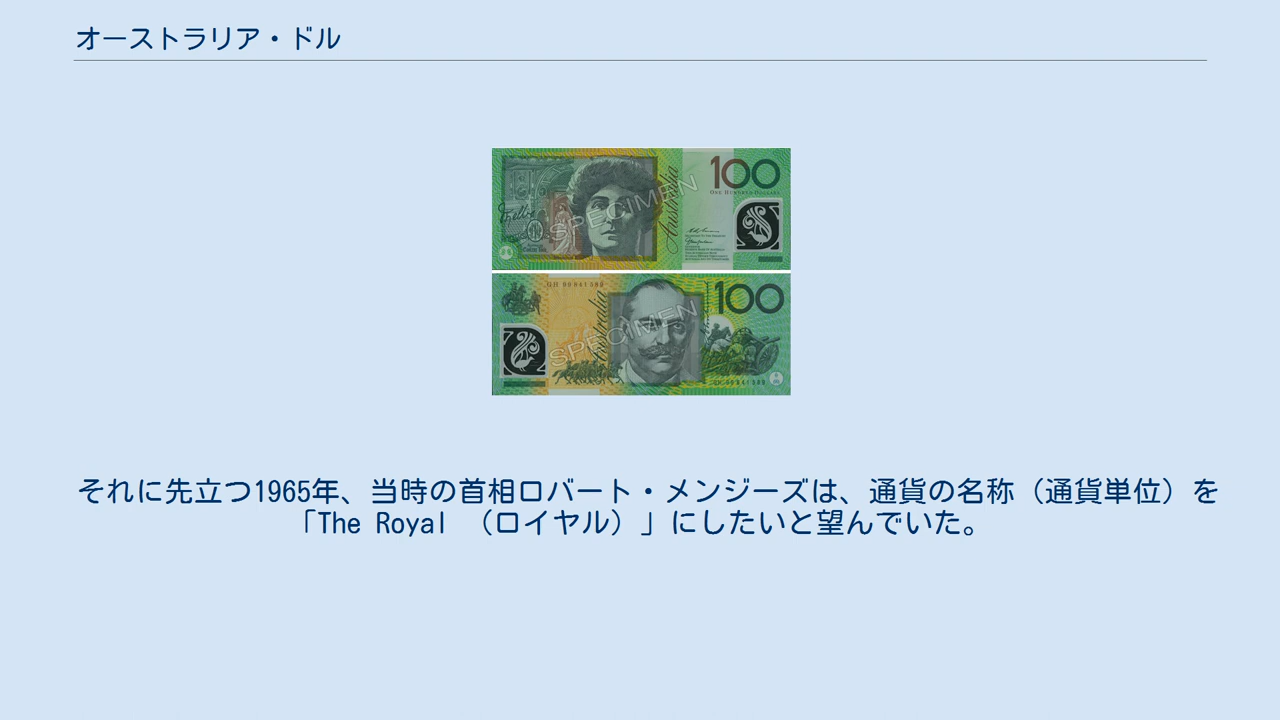 オーストラリア・ドル
Australia
100
ONE HUNDRED DOLLARS
SPECIMEN
100
Australia
SPECIMEN
それに先立つ1965年、当時の首相ロバート・メンジーズは、通貨の名称（通貨単位）を
「The Royal （ロイヤル）」にしたいと望んでいた。